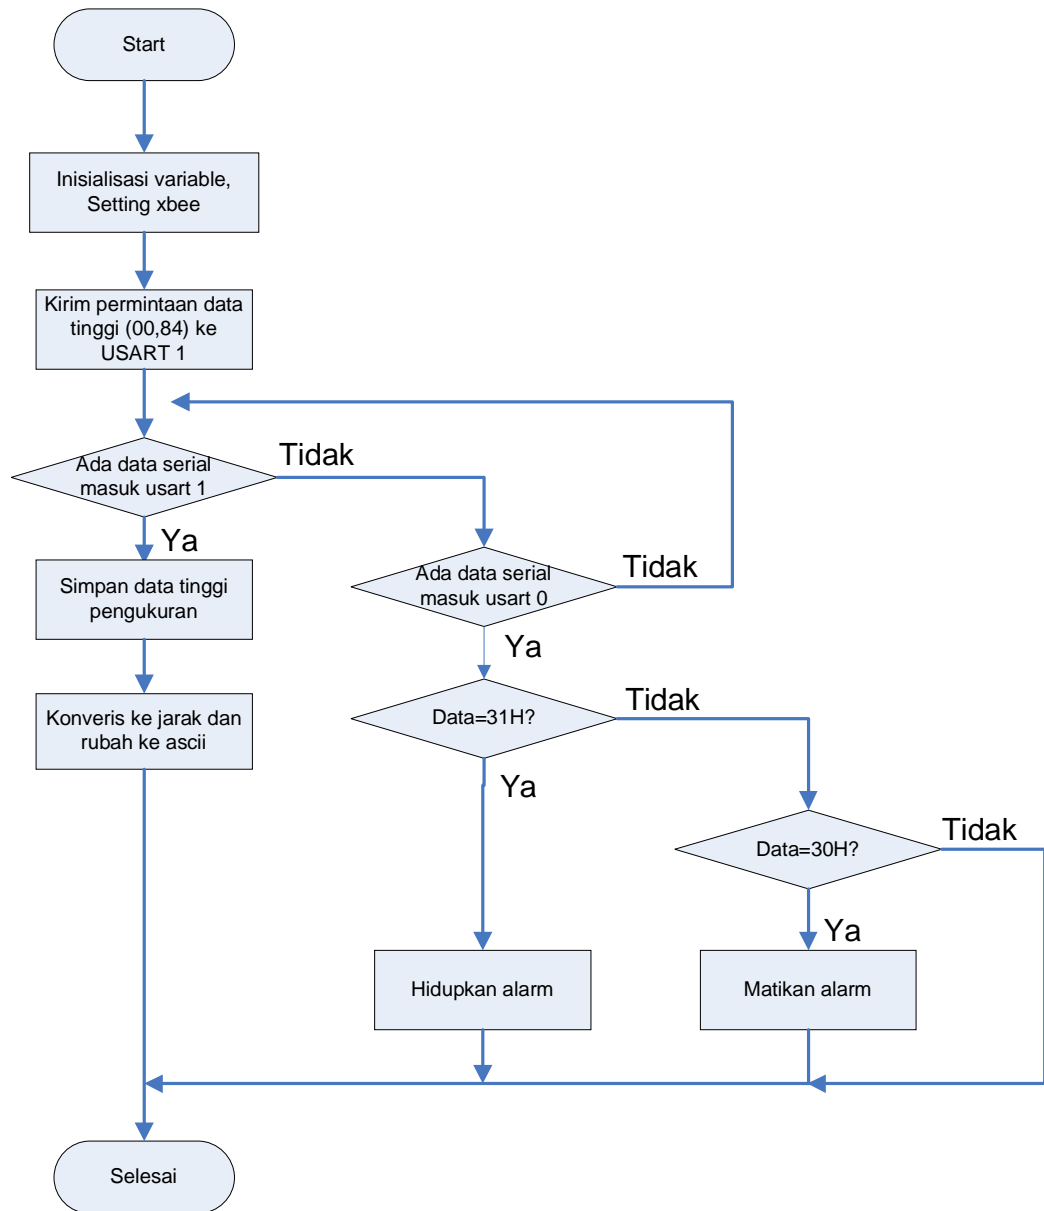 Start
Inisialisasi variable,
Setting xbee
Kirim permintaan data
tinggi (00,84) ke
USART 1
Ada data serial
masuk usart 1
Tidak
Ya
Simpan data tinggi
pengukuran
Konveris ke jarak dan
rubah ke ascii
Ada data serial
masuk usart 0
Tidak
Ya
Data=31H?
Tidak
Ya
Data=30H?
Tidak
Ya
Hidupkan alarm
Matikan alarm
Selesai